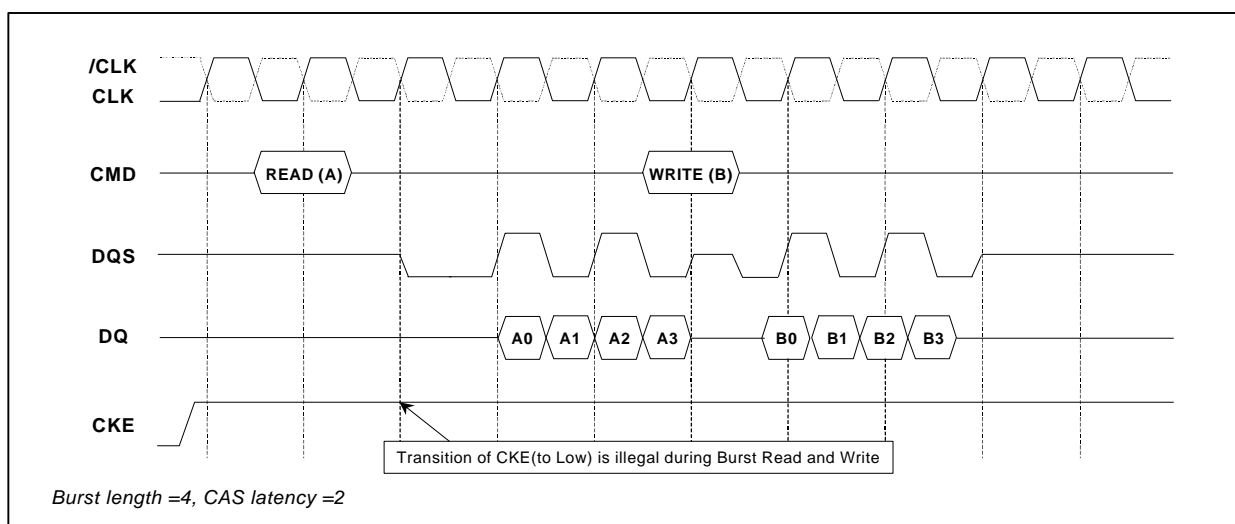 /CLK
CLK
CMD READ (A) WRITE (B)
DQS
DQ A0 A1 A2 A3 B0 B1 B2 B3
CKE
Transition of CKE(to Low) is illegal during Burst Read and Write
Burst length =4, CAS latency =2